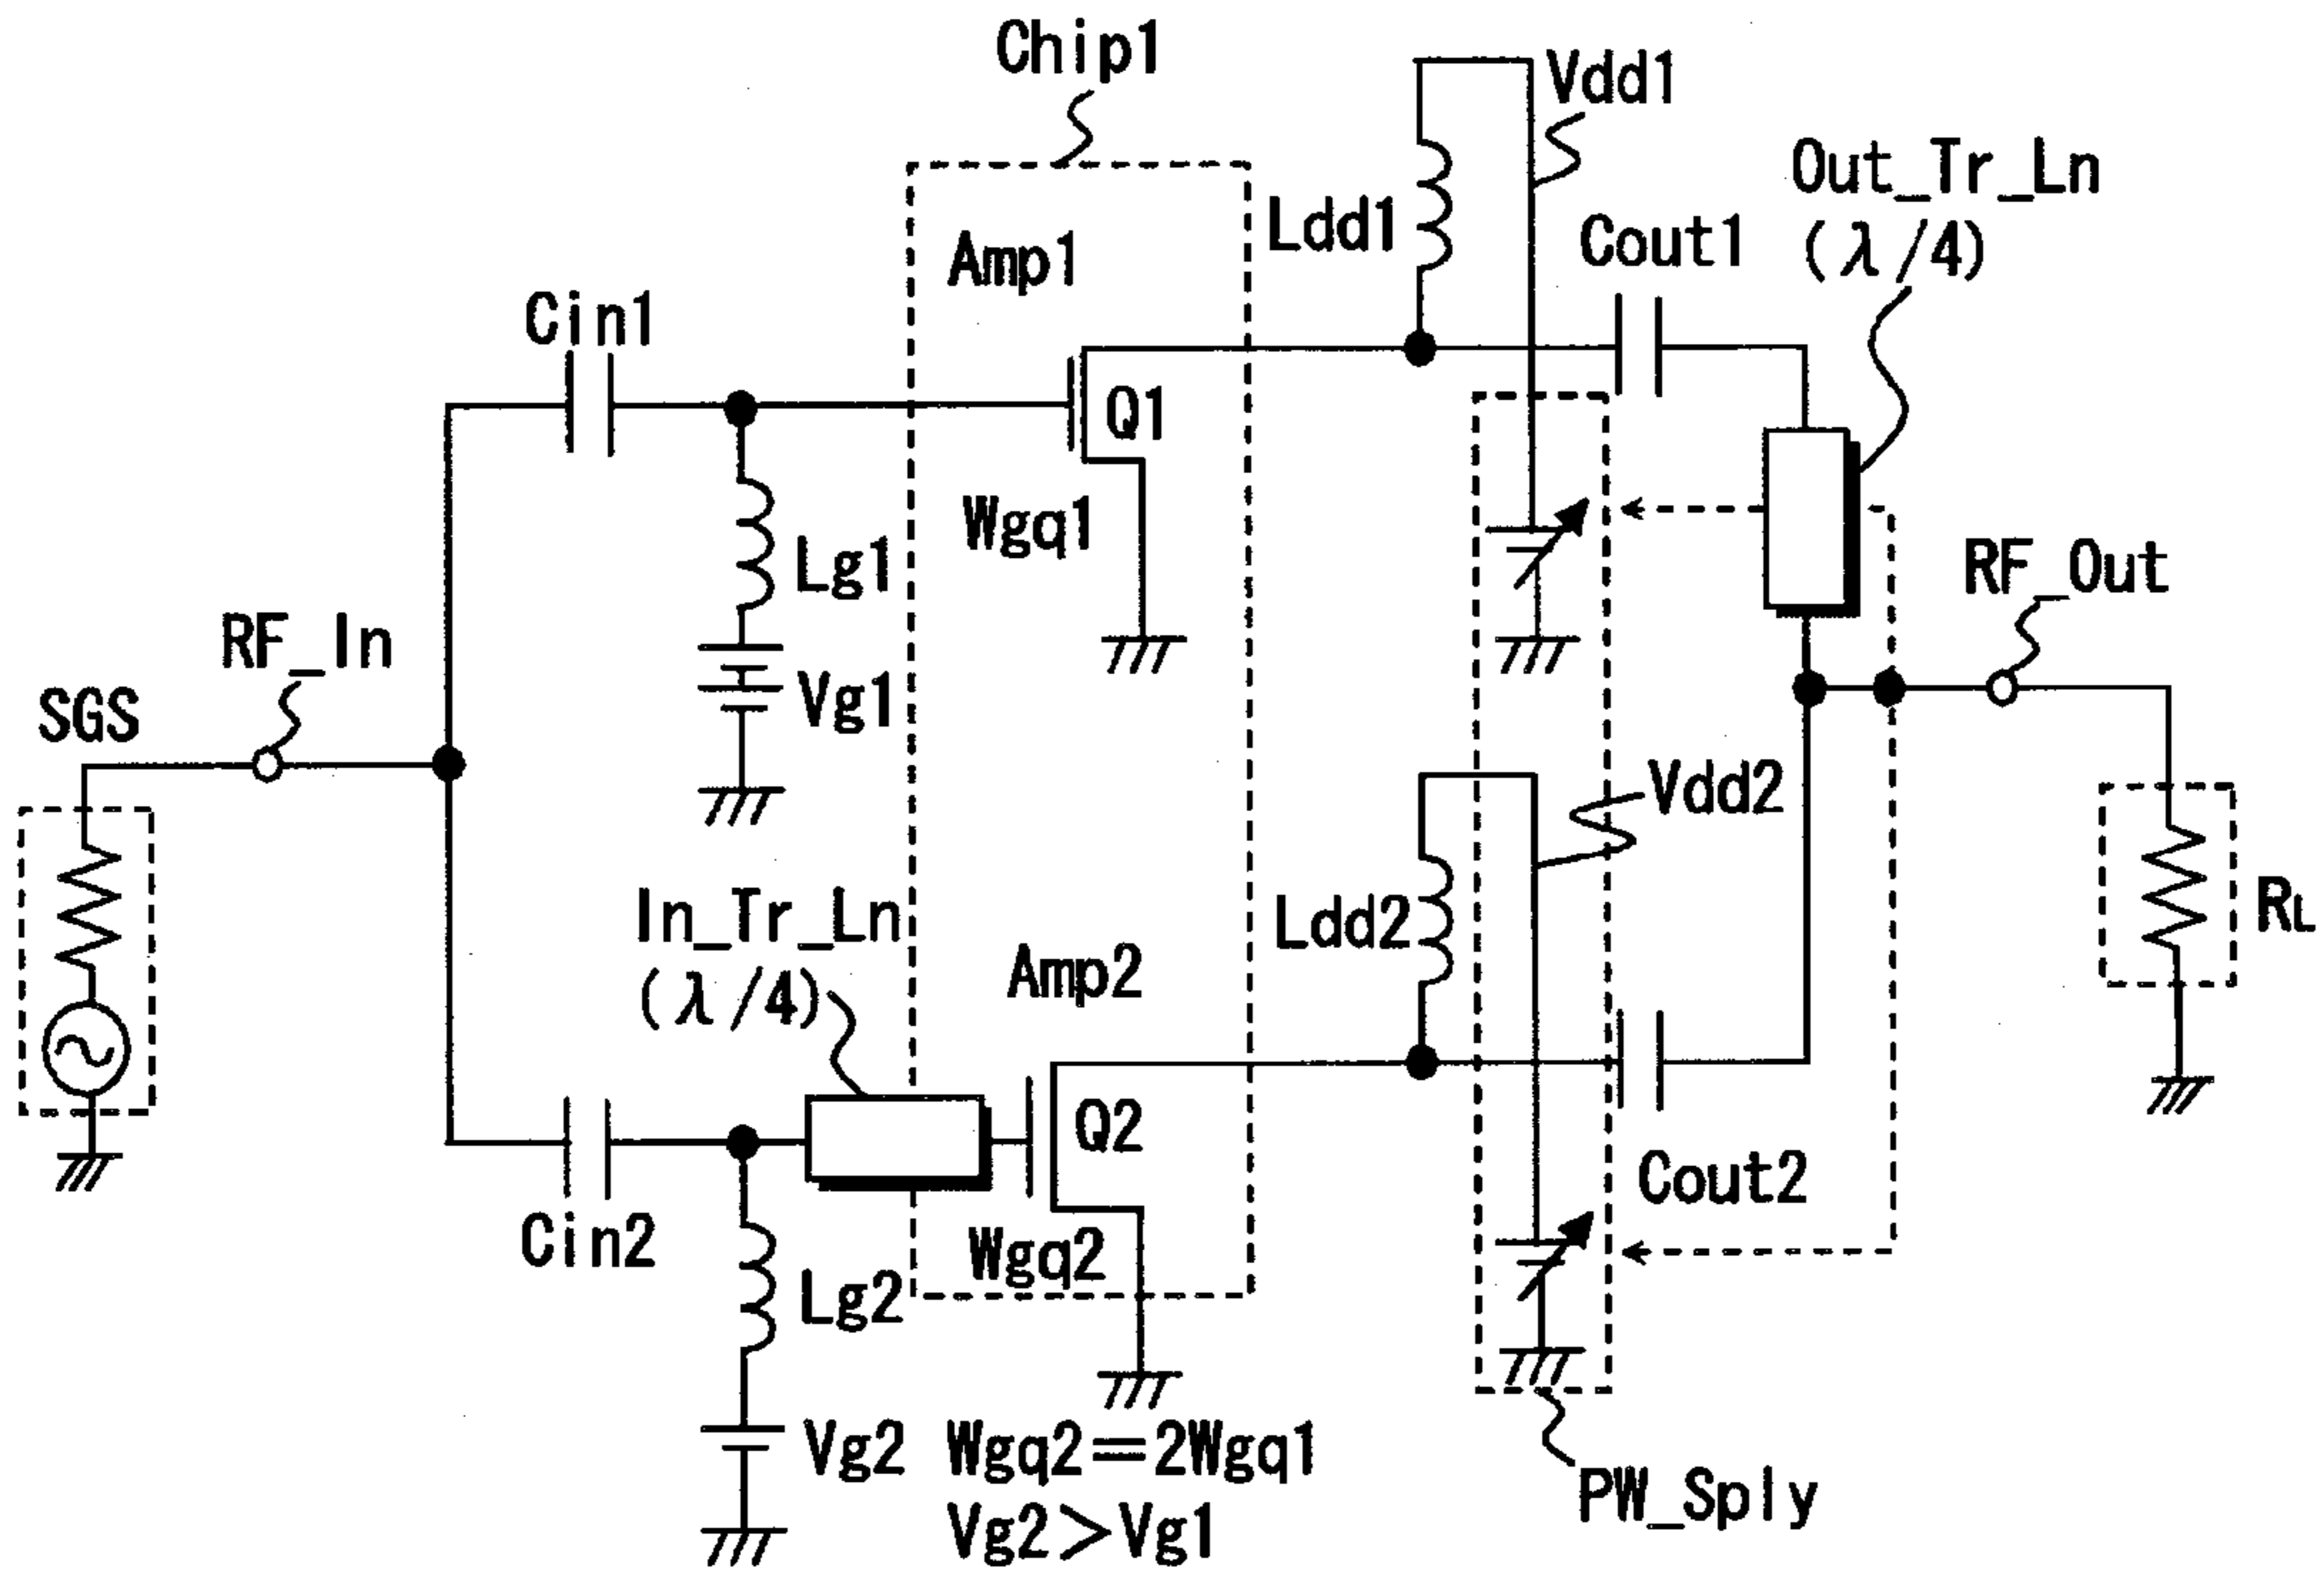 Chip1
Vdd1
Out_Tr_Ln
(λ/4)
Ldd1
Cout1
Amp1
Cin1
Q1
Wgq1
Lg1
RF_Out
RF_In
SGS
Vg1
Vdd2
In_Tr_Ln
(λ/4)
Ldd2
RL
Amp2
Q2
Cout2
Cin2
Wgq2
Lg2
Vg2
Wgq2=2Wgq1
Vg2>Vg1
PW_Sply